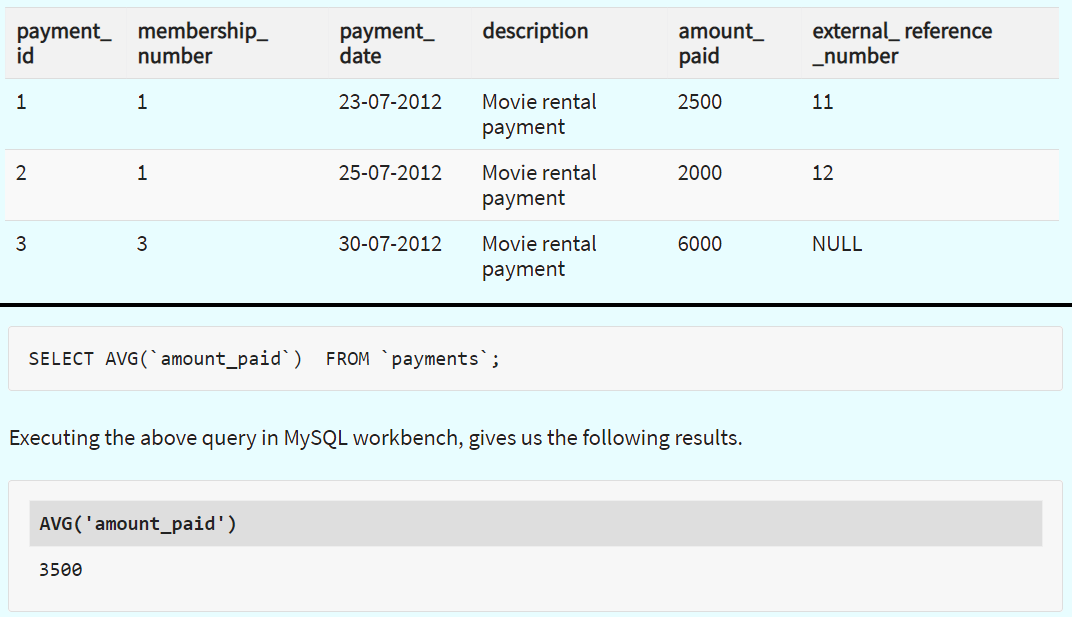 payment_ id membership_ number payment_ date description amount_ paid external_ reference _number
1 1 23-07-2012 Movie rental payment 2500 11
2 1 25-07-2012 Movie rental payment 2000 12
3 3 30-07-2012 Movie rental payment 6000 NULL
SELECT AVG(`amount_paid`)  FROM `payments`;
Executing the above query in MySQL workbench, gives us the following results.
AVG('amount_paid')
3500